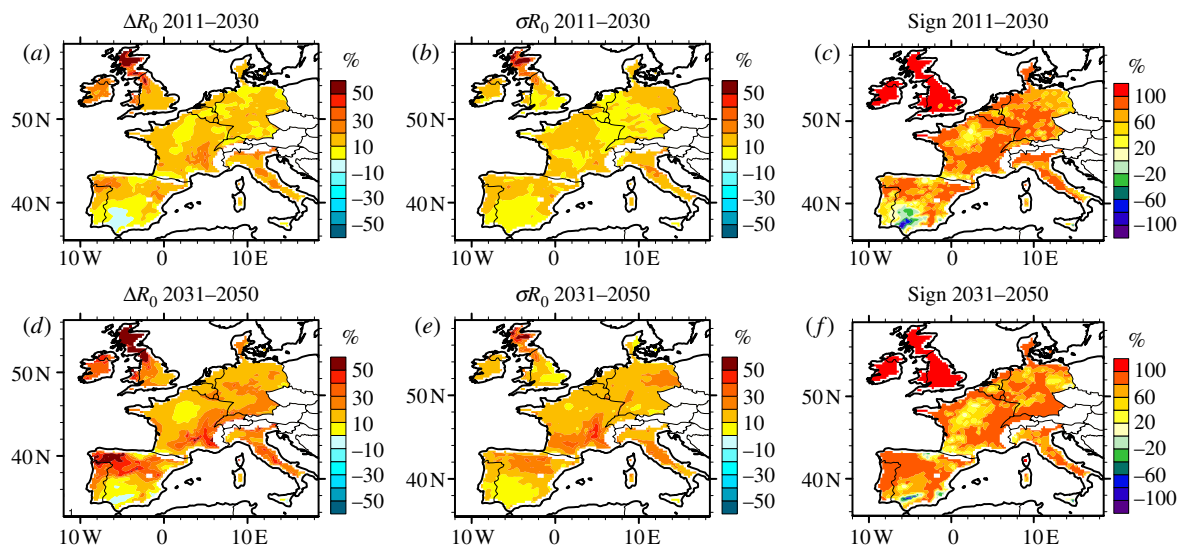 ΔR0 2011–2030
σR0 2011–2030
Sign 2011–2030
(a)
%
50
30
10
–10
–30
–50
50 N
40 N
10 W
0
10 E
(b)
%
50
30
10
–10
–30
–50
10 W
0
10 E
(c)
%
100
60
20
–20
–60
–100
50 N
40 N
10 W
0
10 E
ΔR0 2031–2050
σR0 2031–2050
Sign 2031–2050
(d)
%
50
30
10
–10
–30
–50
50 N
40 N
1
10 W
0
10 E
(e)
%
50
30
10
–10
–30
–50
10 W
0
10 E
(f)
%
100
60
20
–20
–60
–100
50 N
40 N
10 W
0
10 E